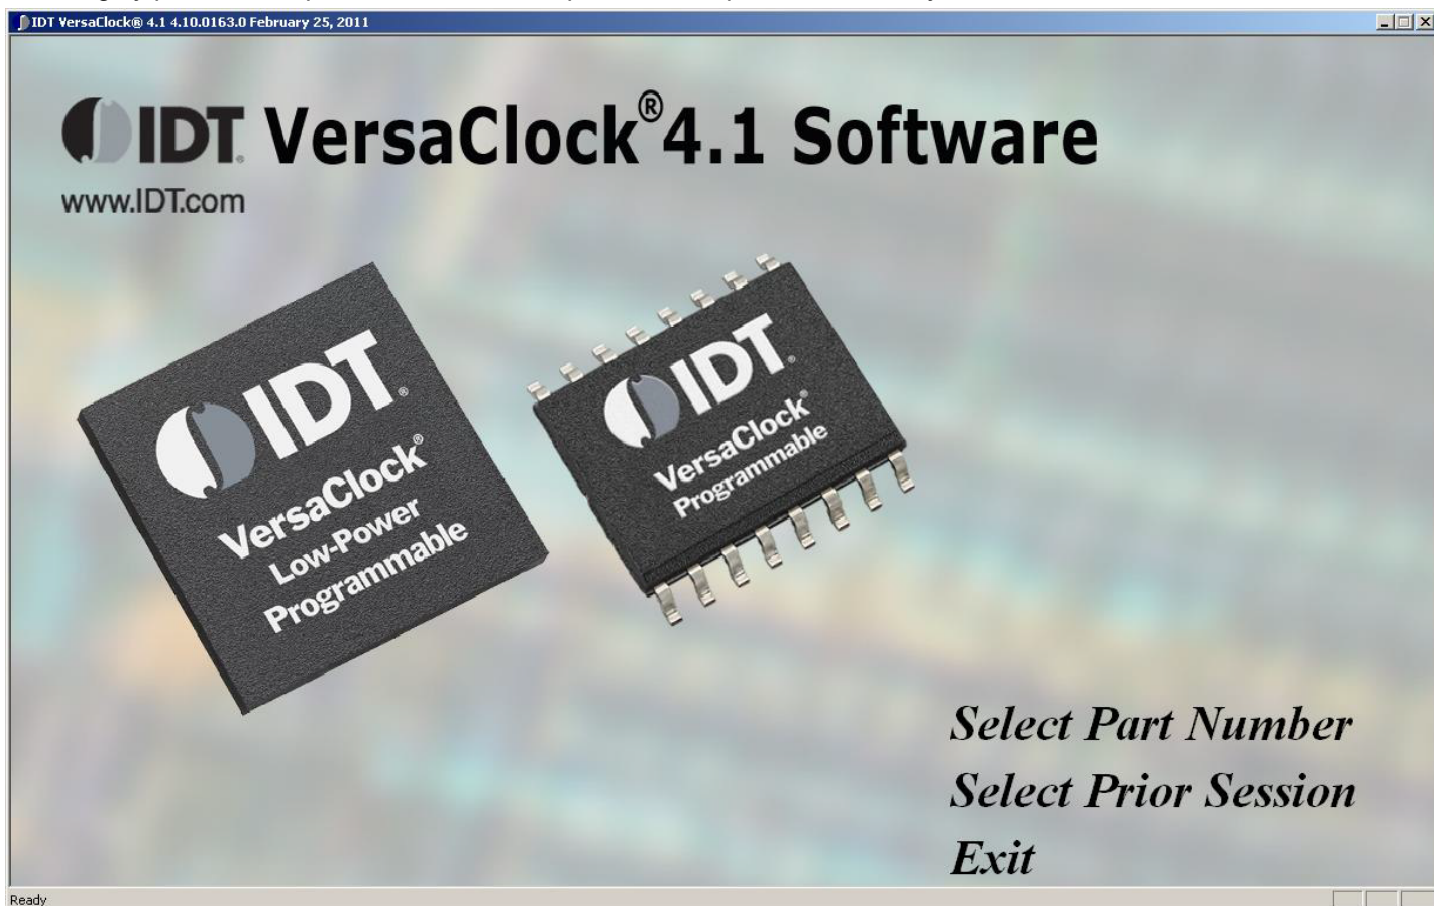 IDT VersaClock® 4.1 4.10.0163.0 February 25, 2011
IDT VersaClock®4.1 Software
www.IDT.com
IDT®
VersaClock®
Low-Power
Programmable
IDT
VersaClock®
Programmable
Select Part Number
Select Prior Session
Exit
Ready